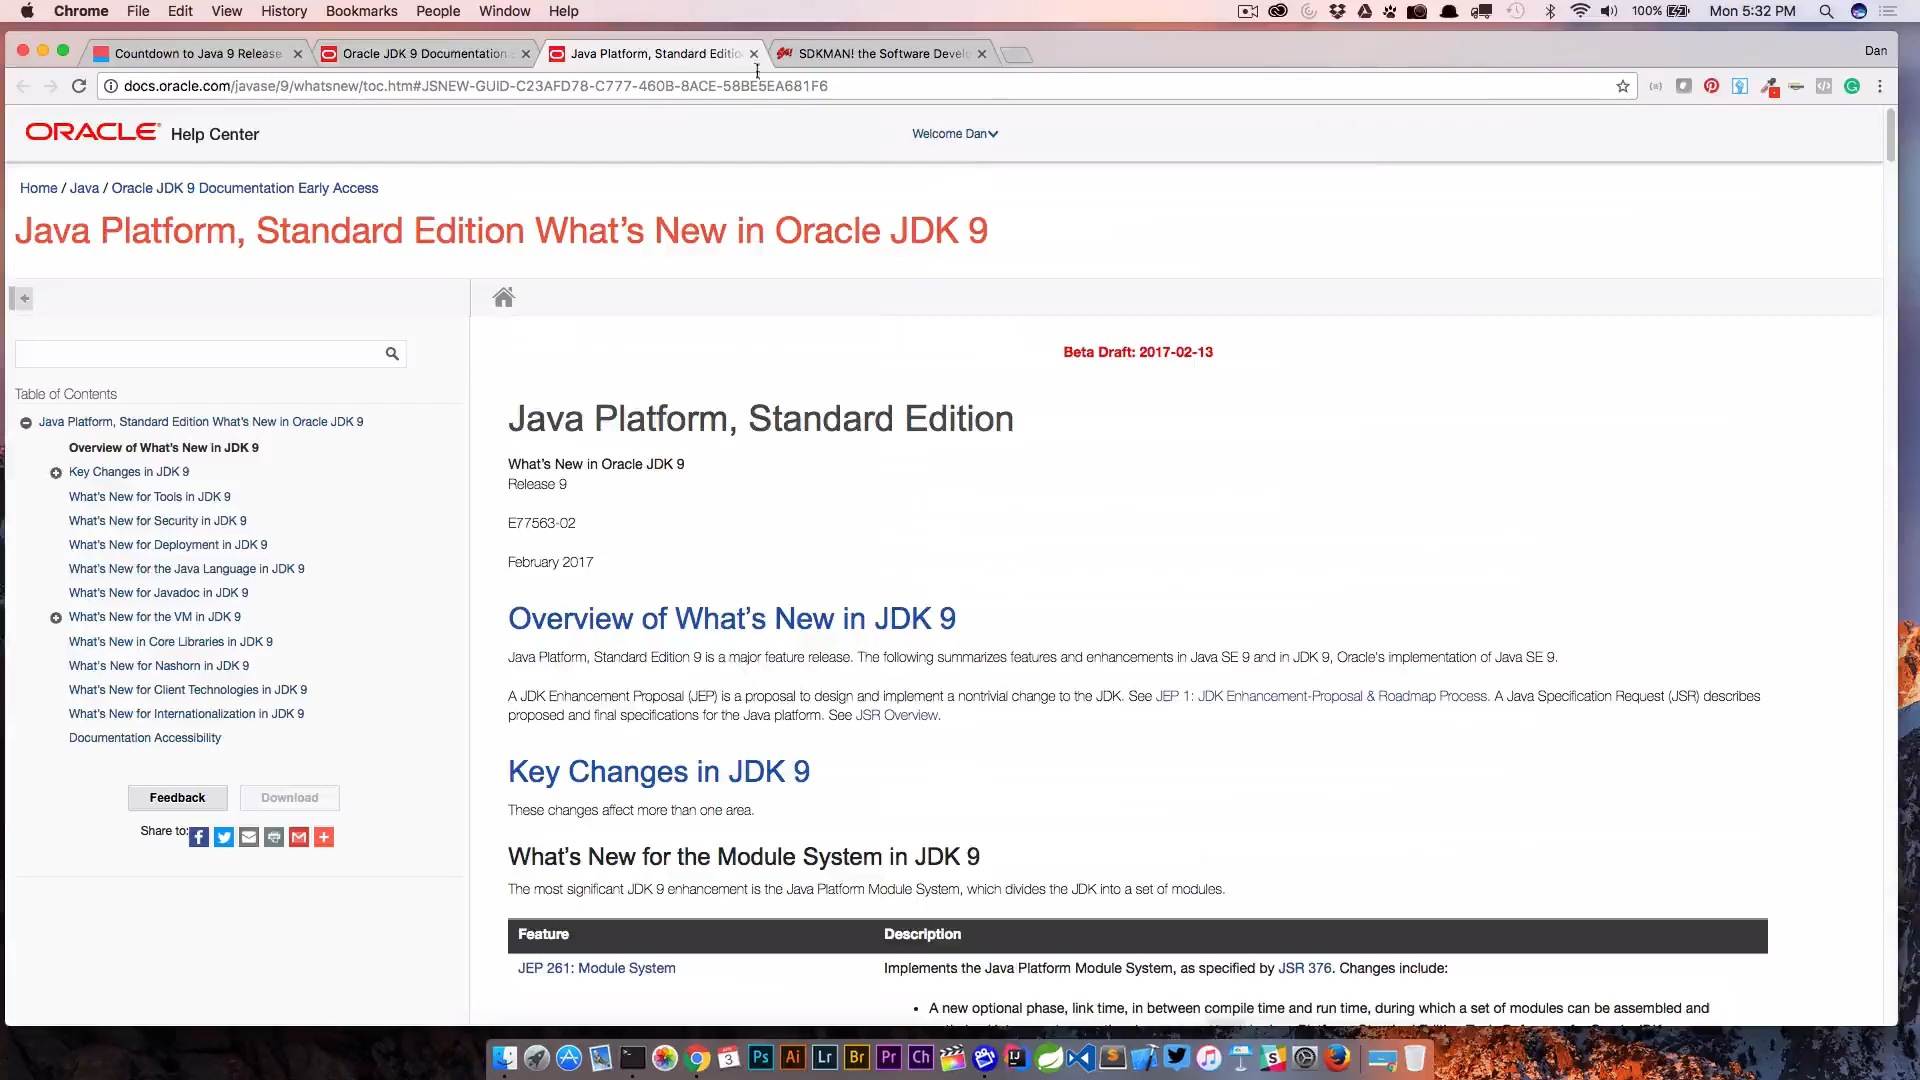 Chrome File Edit View History Bookmarks People Window Help 100% Mon 5:32 PM
Countdown to Java 9 Release Oracle JDK 9 Documentation Java Platform, Standard Editio SDKMAN! the Software Develo Dan
docs.oracle.com/javase/9/whatsnew/toc.htm#JSNEW-GUID-C23AFD78-C777-460B-8ACE-58BE5EA681F6
ORACLE Help Center Welcome Dan
Home / Java / Oracle JDK 9 Documentation Early Access
Java Platform, Standard Edition What's New in Oracle JDK 9
Beta Draft: 2017-02-13
Table of Contents
Java Platform, Standard Edition What's New in Oracle JDK 9
Overview of What's New in JDK 9
Key Changes in JDK 9
What's New for Tools in JDK 9
What's New for Security in JDK 9
What's New for Deployment in JDK 9
What's New for the Java Language in JDK 9
What's New for Javadoc in JDK 9
What's New for the VM in JDK 9
What's New in Core Libraries in JDK 9
What's New for Nashorn in JDK 9
What's New for Client Technologies in JDK 9
What's New for Internationalization in JDK 9
Documentation Accessibility
Feedback Download
Share to:
Java Platform, Standard Edition
What's New in Oracle JDK 9
Release 9
E77563-02
February 2017
Overview of What's New in JDK 9
Java Platform, Standard Edition 9 is a major feature release. The following summarizes features and enhancements in Java SE 9 and in JDK 9, Oracle's implementation of Java SE 9.
A JDK Enhancement Proposal (JEP) is a proposal to design and implement a nontrivial change to the JDK. See JEP 1: JDK Enhancement-Proposal & Roadmap Process. A Java Specification Request (JSR) describes
proposed and final specifications for the Java platform. See JSR Overview.
Key Changes in JDK 9
These changes affect more than one area.
What's New for the Module System in JDK 9
The most significant JDK 9 enhancement is the Java Platform Module System, which divides the JDK into a set of modules.
Feature Description
JEP 261: Module System Implements the Java Platform Module System, as specified by JSR 376. Changes include:
• A new optional phase, link time, in between compile time and run time, during which a set of modules can be assembled and
3 Ps Ai Lr Br Pr Ch IJ S